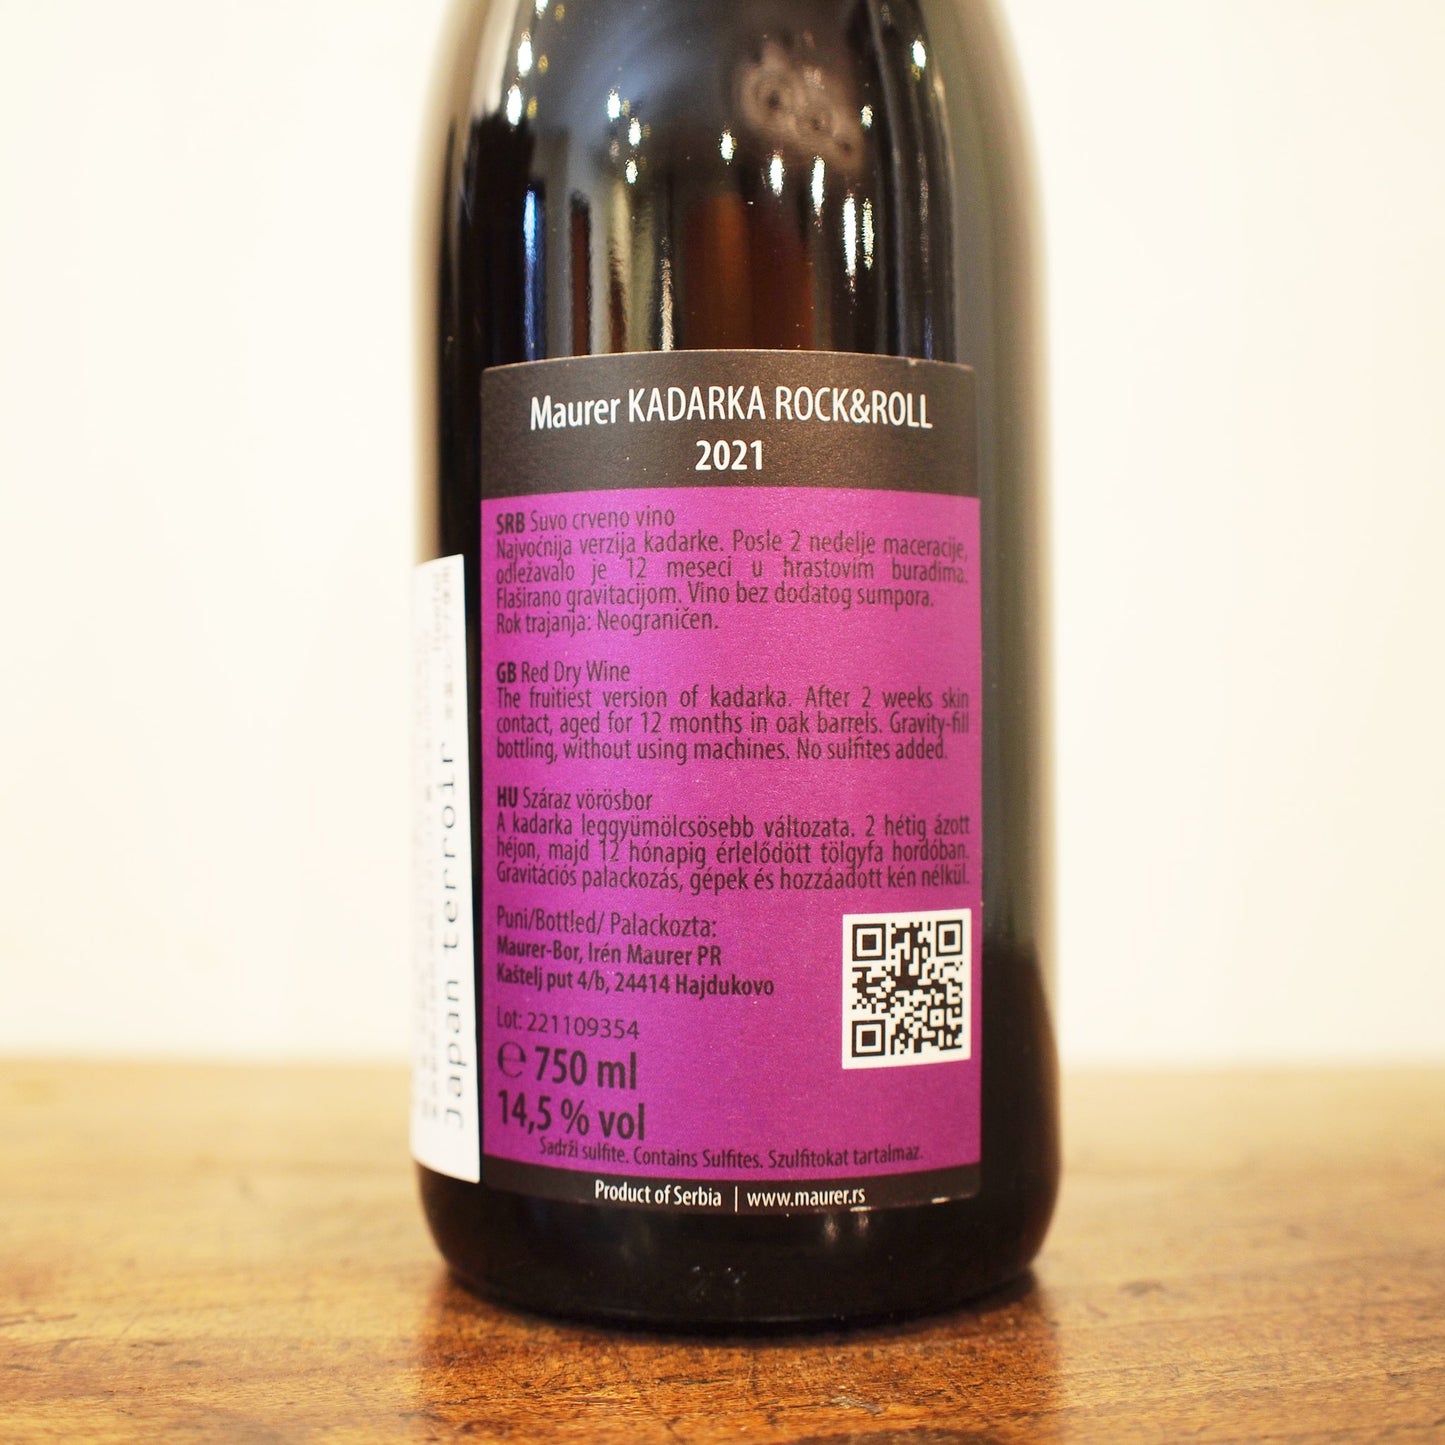 Maurer KADARKA ROCK&ROLL
2021
SRB Suvo crveno vino
Najvoćnija verzija kadarke. Posle 2 nedelje maceracije,
odležavalo je 12 meseci u hrastovim buradima.
Flaširano gravitacijom. Vino bez dodatog sumpora.
Rok trajanja: Neograničen.
GB Red Dry Wine
The fruitiest version of kadarka. After 2 weeks skin
contact, aged for 12 months in oak barrels. Gravity-fill
bottling, without using machines. No sulfites added.
HU Száraz vörösbor
A kadarka leggyümölcsösebb változata. 2 hétig ázott
héjon, majd 12 hónapig érlelődött tölgyfa hordóban.
Gravitációs palackozás, gépek és hozzáadott kén nélkül.
Puni/Bottled/ Palackozta:
Maurer-Bor, Irén Maurer PR
Kaštelj put 4/b, 24414 Hajdukovo
Lot: 221109354
℮ 750 ml
14,5 % vol
Sadrži sulfite. Contains Sulfites. Szulfitokat tartalmaz.
Product of Serbia | www.maurer.rs
Japan terroir